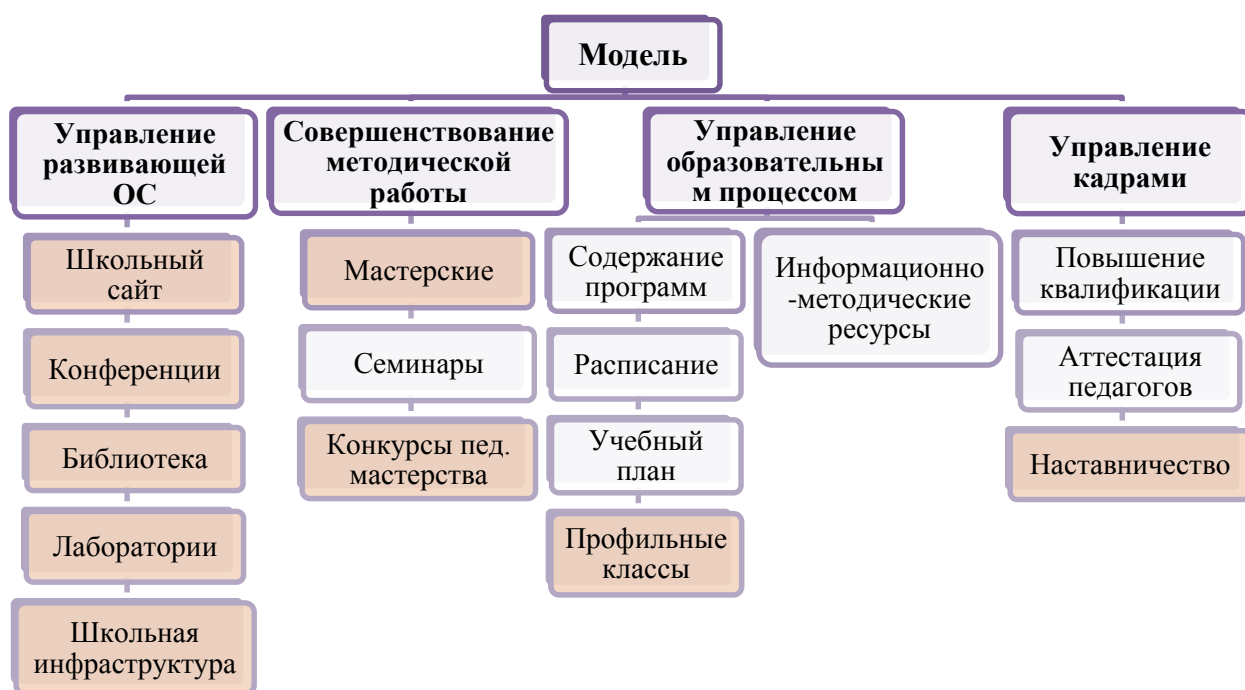 Модель
Управление
развивающей
ОС
Школьный
сайт
Конференции
Библиотека
Лаборатории
Школьная
инфраструктура
Совершенствование
методической
работы
Мастерские
Семинары
Конкурсы пед.
мастерства
Управление
образовательны
м процессом
Содержание
программ
Расписание
Учебный
план
Профильные
классы
Информационно
-методические
ресурсы
Управление
кадрами
Повышение
квалификации
Аттестация
педагогов
Наставничество